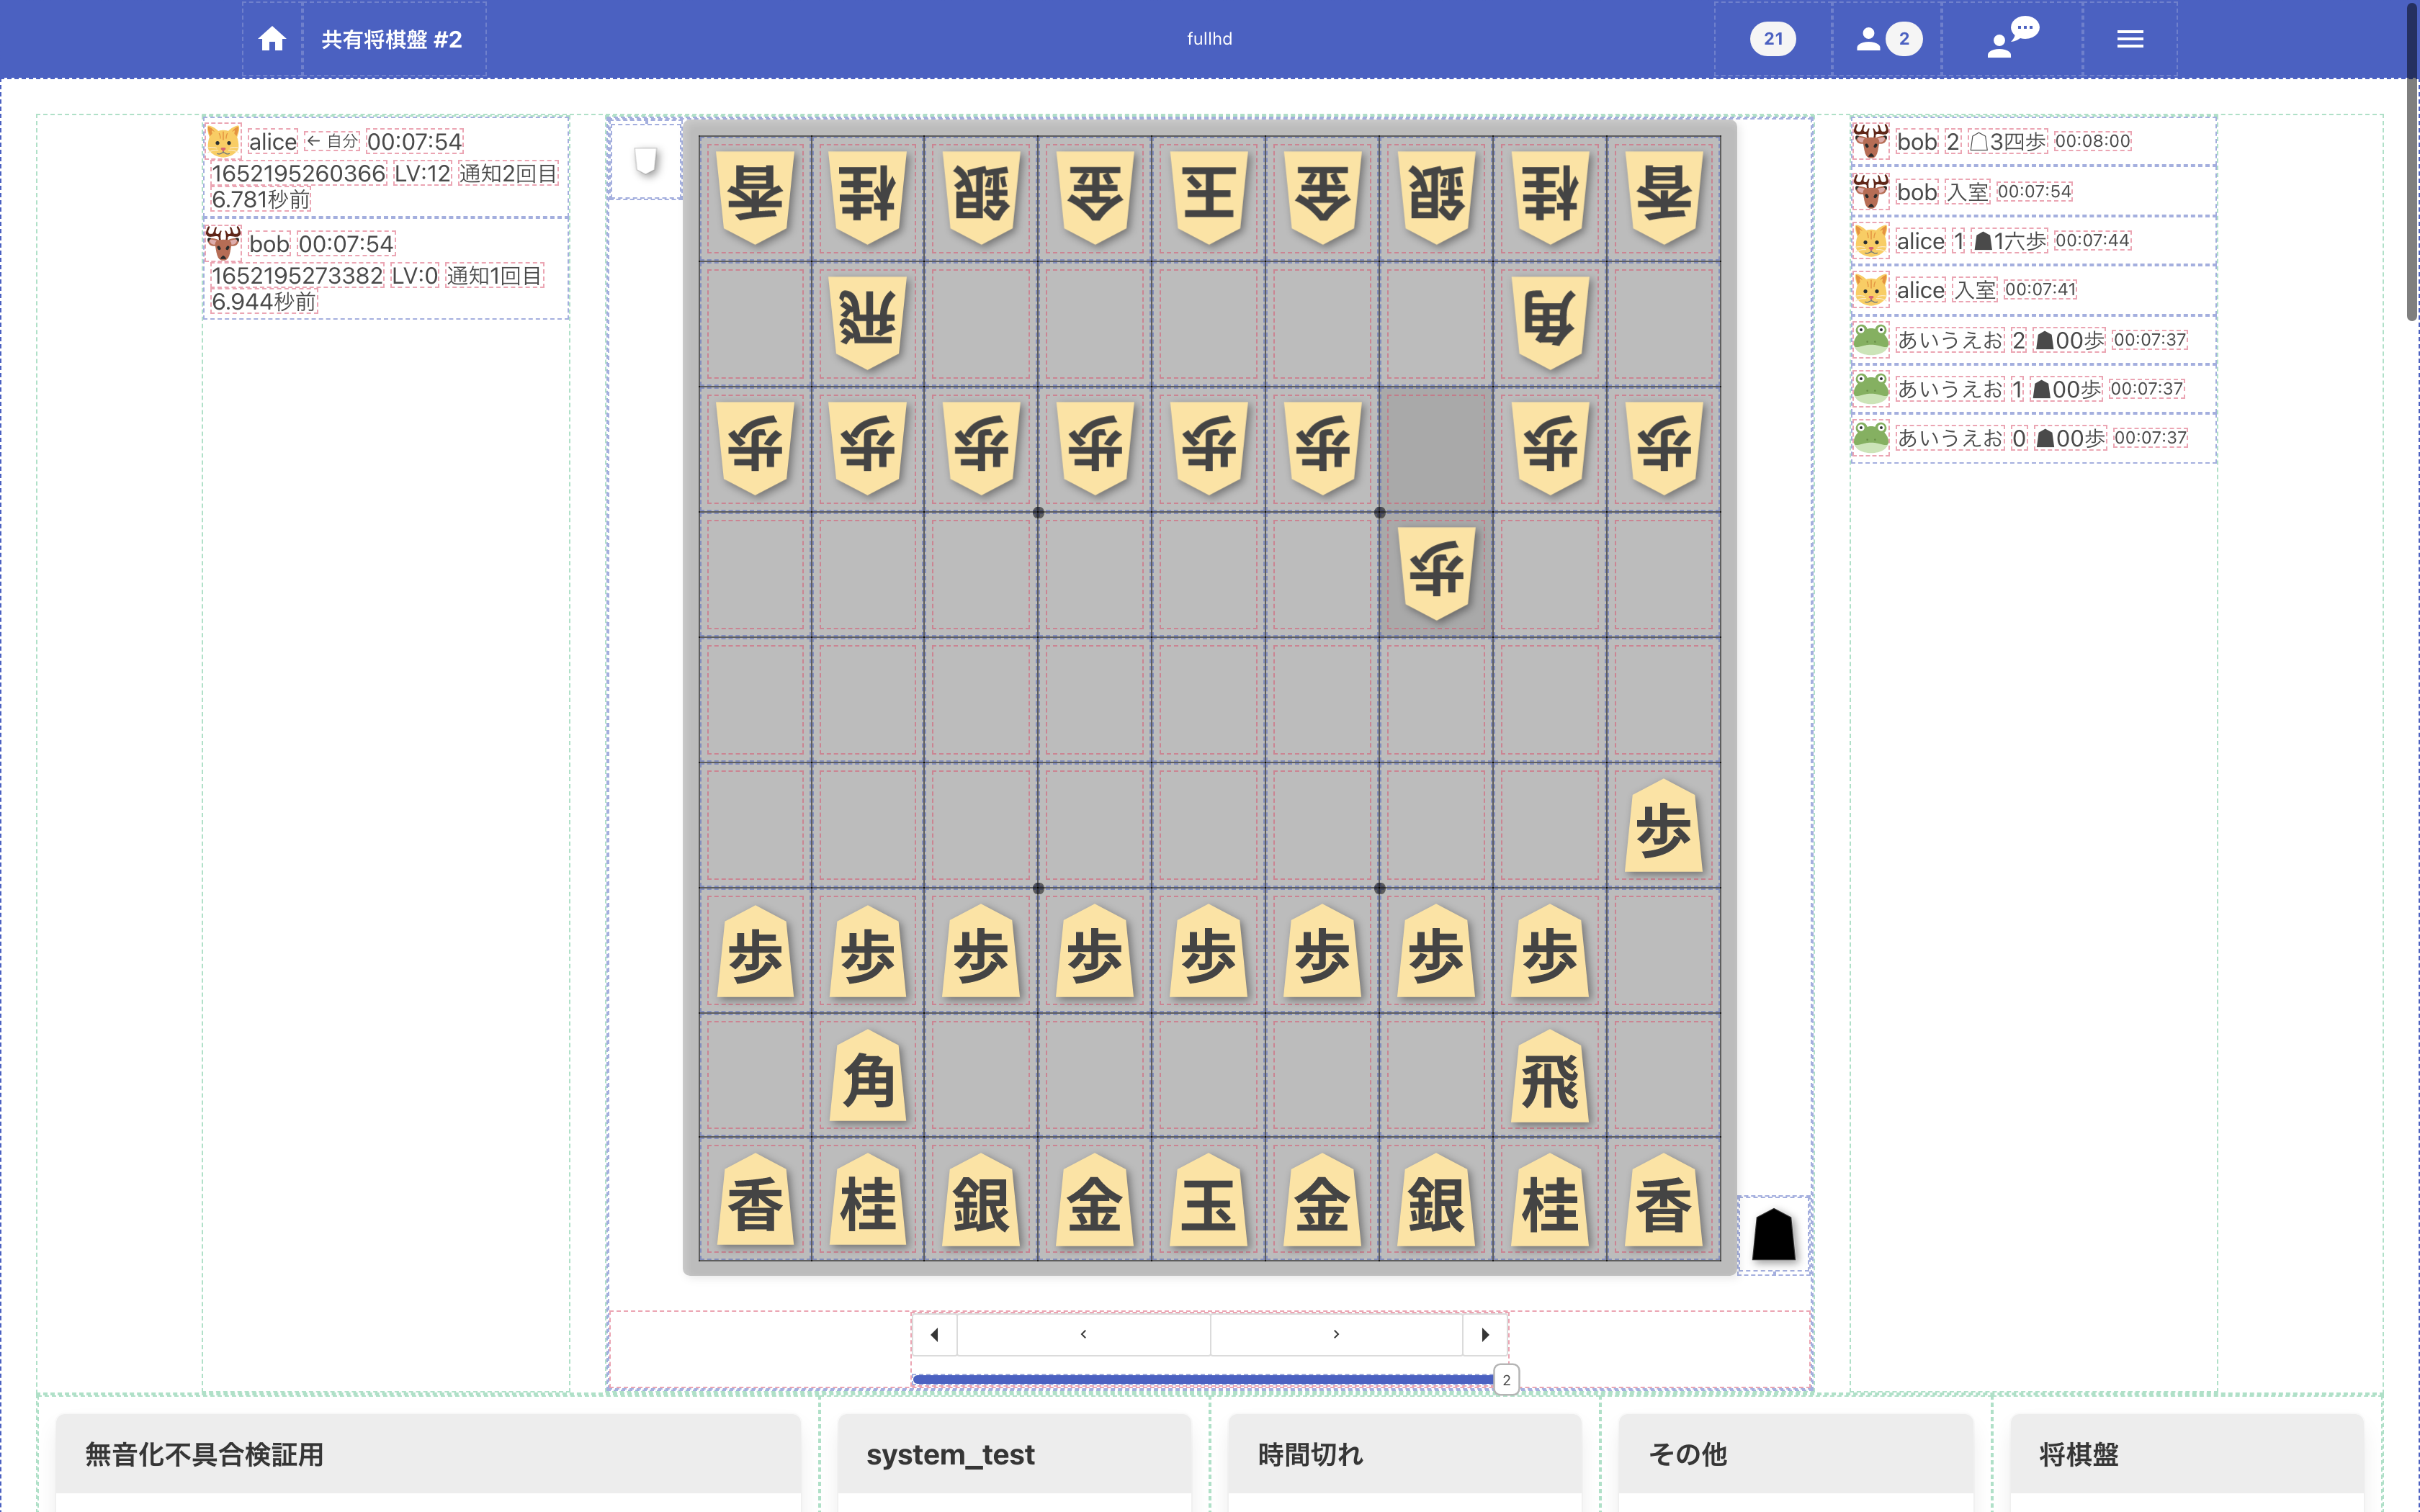 共有将棋盤 #2 fullhd 21 2
alice ← 自分 00:07:54
1652195260366 LV:12 通知2回目
6.781秒前
bob 00:07:54
1652195273382 LV:0 通知1回目
6.944秒前
香 桂 銀 金 王 金 銀 桂 香
飛 角
歩 歩 歩 歩 歩 歩 歩 歩
歩
歩
歩 歩 歩 歩 歩 歩 歩 歩
角 飛
香 桂 銀 金 玉 金 銀 桂 香
2
bob 2 ☖3四歩 00:08:00
bob 入室 00:07:54
alice 1 ☗1六歩 00:07:44
alice 入室 00:07:41
あいうえお 2 ☗00歩 00:07:37
あいうえお 1 ☗00歩 00:07:37
あいうえお 0 ☗00歩 00:07:37
無音化不具合検証用 system_test 時間切れ その他 将棋盤